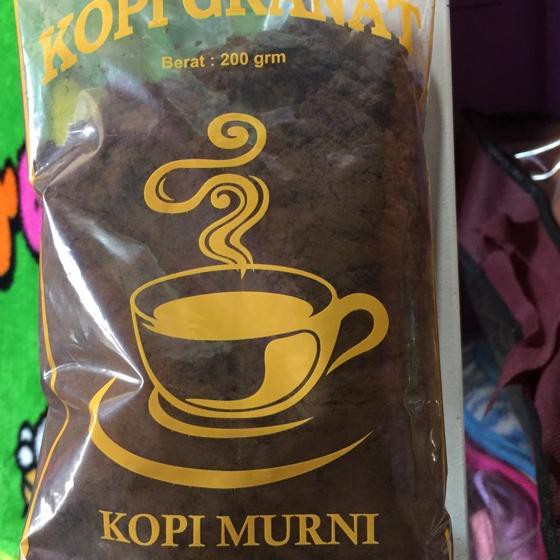 KOPI GRANAT
Berat : 200 grm
KOPI MURNI